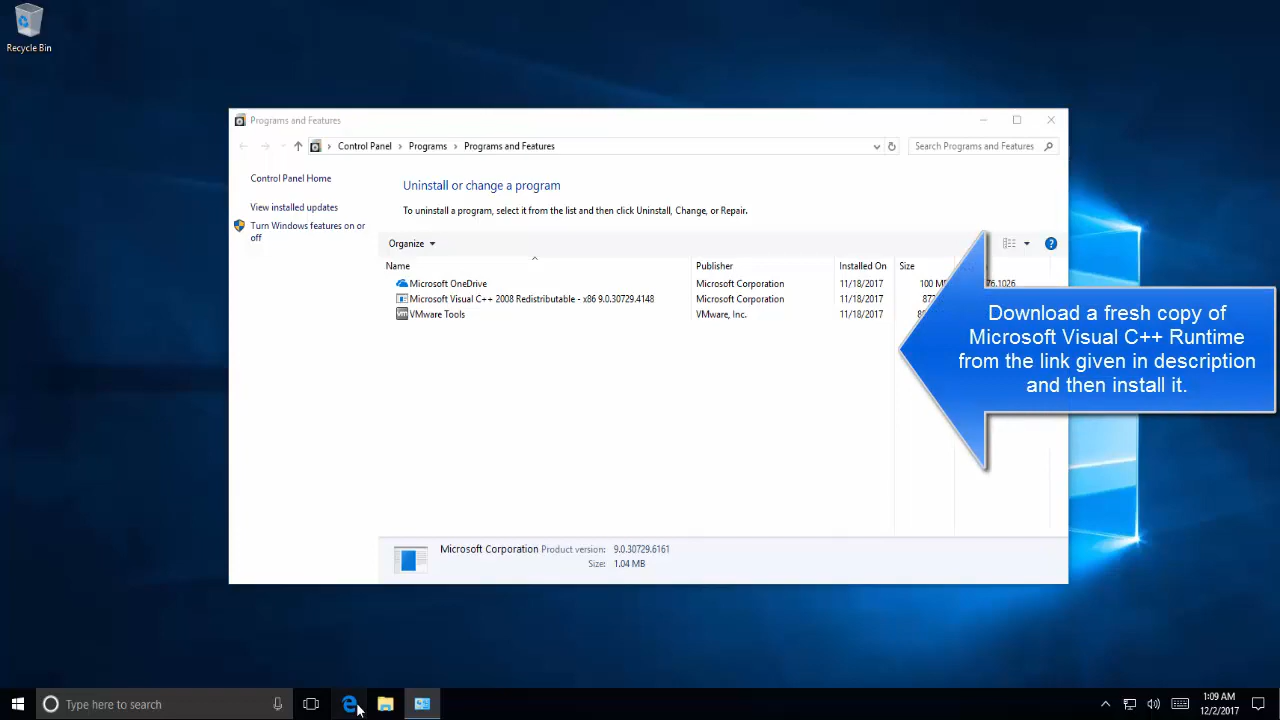 Recycle Bin
Programs and Features
Control Panel
Programs
Programs and Features
Search Programs and Features
Control Panel Home
View installed updates
Turn Windows features on or
off
Uninstall or change a program
To uninstall a program, select it from the list and then click Uninstall, Change, or Repair.
Organize
Name Publisher Installed On Size
Microsoft OneDrive Microsoft Corporation 11/18/2017 100
Microsoft Visual C++ 2008 Redistributable - x86 9.0.30729.4148 Microsoft Corporation 11/18/2017
VMware Tools VMware, Inc. 11/18/2017
Download a fresh copy of
Microsoft Visual C++ Runtime
from the link given in description
and then install it.
Microsoft Corporation Product version: 9.0.30729.6161
Size: 1.04 MB
Type here to search
1:09 AM
12/2/2017